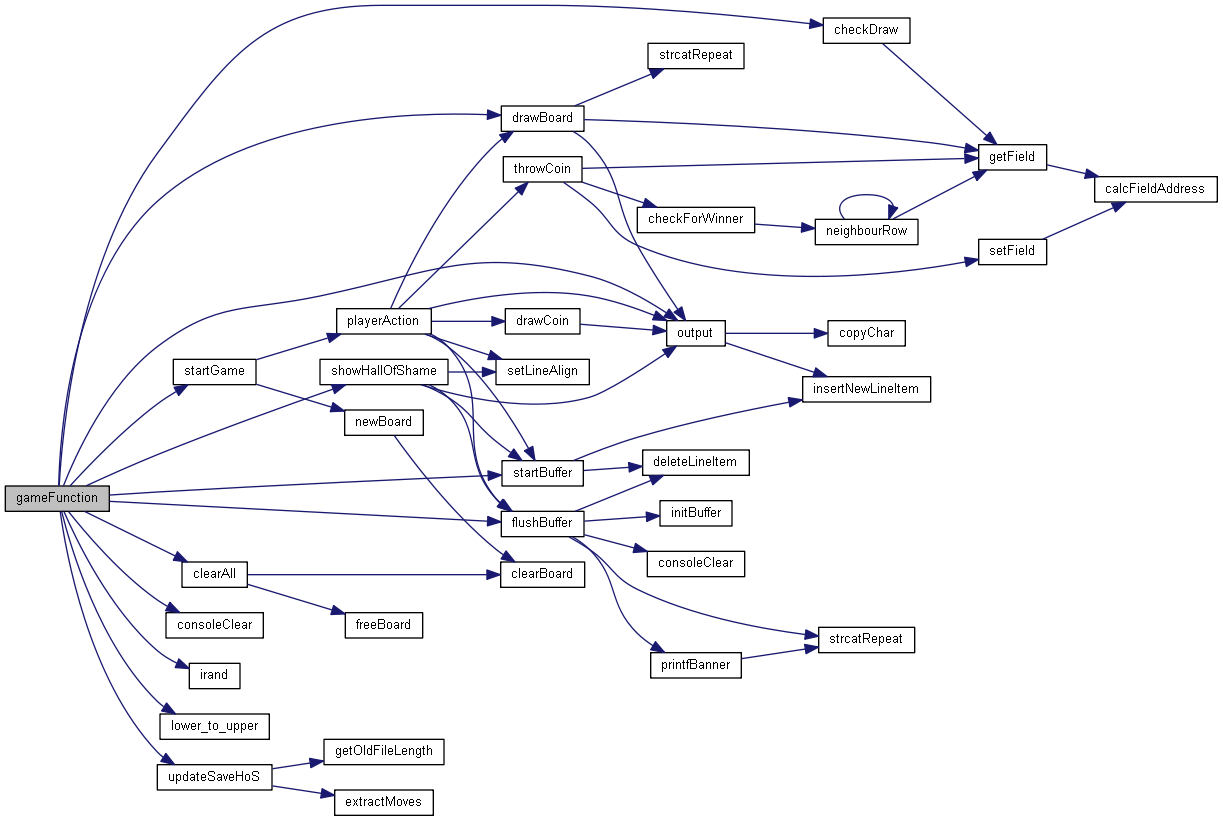 checkDraw
strcatRepeat
drawBoard
getField
throwCoin
calcFieldAddress
checkForWinner
neighbourRow
setField
playerAction
drawCoin
output
copyChar
startGame
showHallOfShame
setLineAlign
insertNewLineItem
newBoard
deleteLineItem
startBuffer
gameFunction
initBuffer
flushBuffer
consoleClear
clearAll
clearBoard
consoleClear
freeBoard
strcatRepeat
printfBanner
irand
lower_to_upper
getOldFileLength
updateSaveHoS
extractMoves